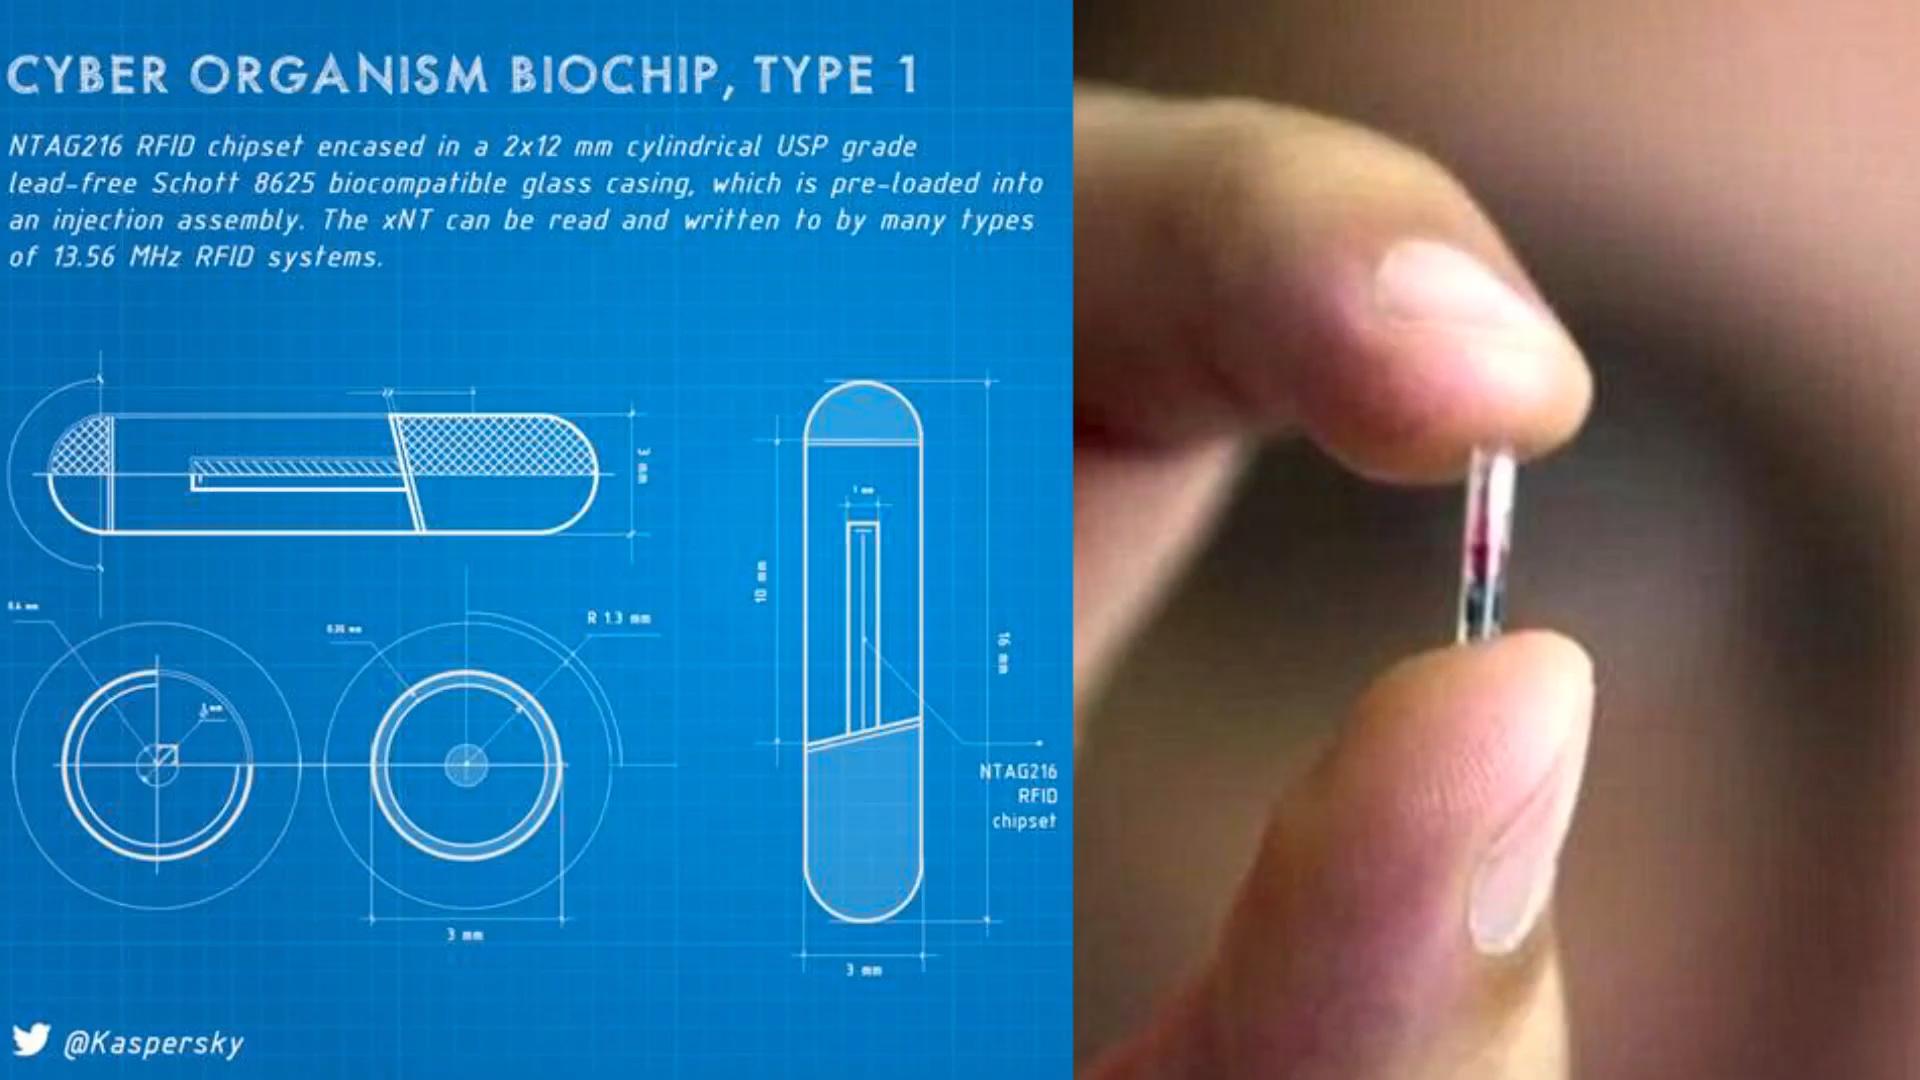 CYBER ORGANISM BIOCHIP, TYPE 1
NTAG216 RFID chipset encased in a 2x12 mm cylindrical USP grade
lead-free Schott 8625 biocompatible glass casing, which is pre-loaded into
an injection assembly. The xNT can be read and written to by many types
of 13.56 MHz RFID systems.
3 mm
1 mm
10 mm
16 mm
R 1.3 mm
NTAG216
RFID
chipset
3 mm
3 mm
@Kaspersky